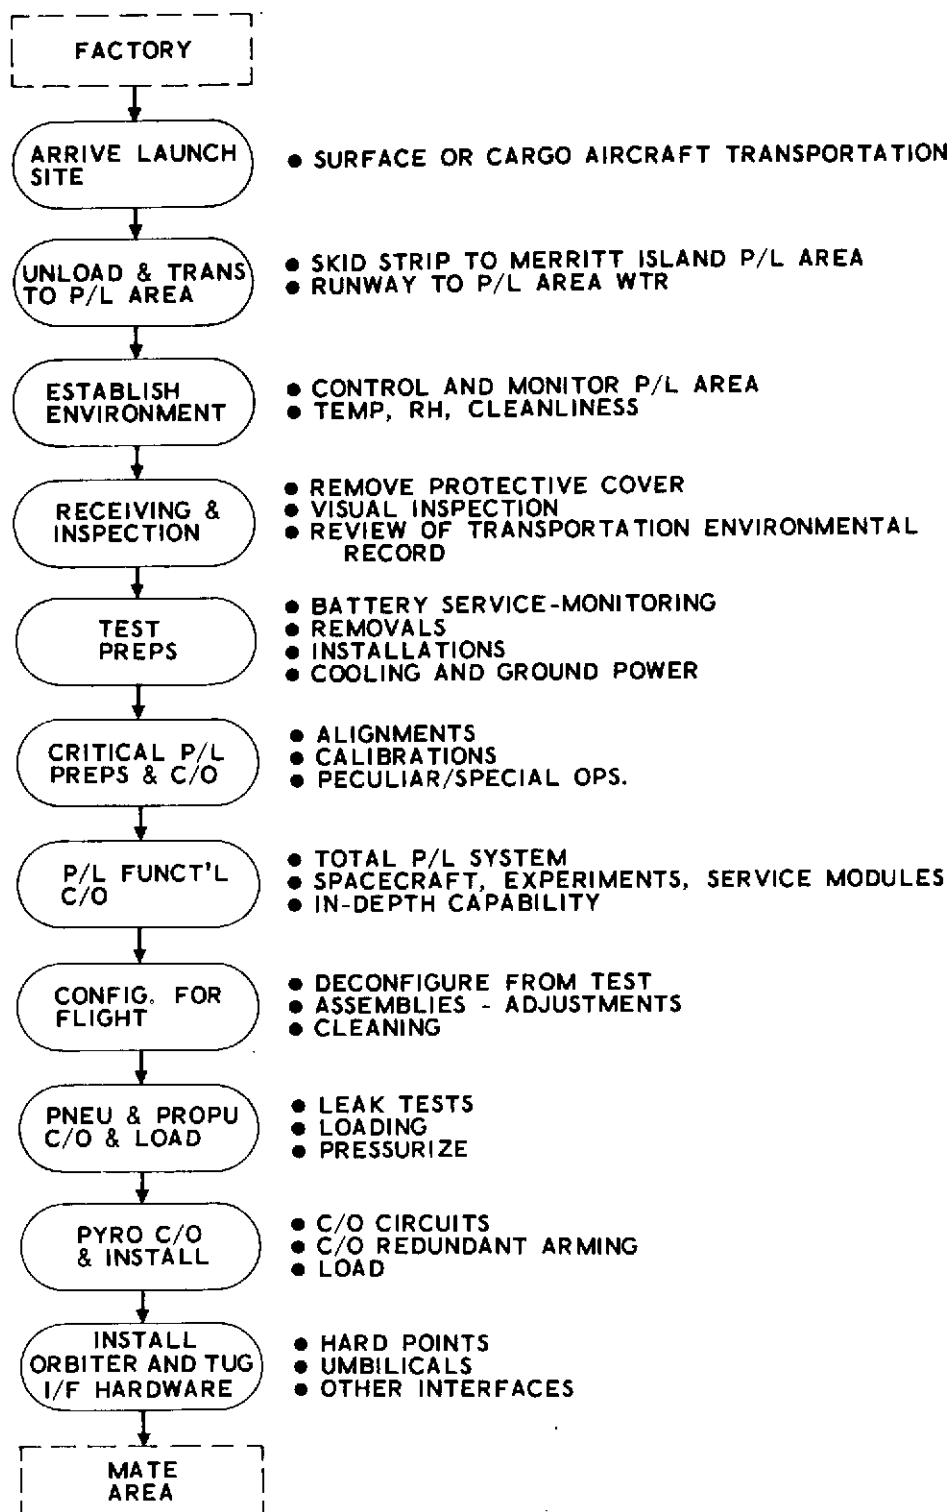 FACTORY
ARRIVE LAUNCH
SITE
● SURFACE OR CARGO AIRCRAFT TRANSPORTATION
UNLOAD & TRANS
TO P/L AREA
● SKID STRIP TO MERRITT ISLAND P/L AREA
● RUNWAY TO P/L AREA WTR
ESTABLISH
ENVIRONMENT
● CONTROL AND MONITOR P/L AREA
● TEMP, RH, CLEANLINESS
RECEIVING &
INSPECTION
● REMOVE PROTECTIVE COVER
● VISUAL INSPECTION
● REVIEW OF TRANSPORTATION ENVIRONMENTAL
RECORD
TEST
PREPS
● BATTERY SERVICE-MONITORING
● REMOVALS
● INSTALLATIONS
● COOLING AND GROUND POWER
CRITICAL P/L
PREPS & C/O
● ALIGNMENTS
● CALIBRATIONS
● PECULIAR/SPECIAL OPS.
P/L FUNCT'L
C/O
● TOTAL P/L SYSTEM
● SPACECRAFT, EXPERIMENTS, SERVICE MODULES
● IN-DEPTH CAPABILITY
CONFIG. FOR
FLIGHT
● DECONFIGURE FROM TEST
● ASSEMBLIES - ADJUSTMENTS
● CLEANING
PNEU & PROPU
C/O & LOAD
● LEAK TESTS
● LOADING
● PRESSURIZE
PYRO C/O
& INSTALL
● C/O CIRCUITS
● C/O REDUNDANT ARMING
● LOAD
INSTALL
ORBITER AND TUG
I/F HARDWARE
● HARD POINTS
● UMBILICALS
● OTHER INTERFACES
MATE
AREA